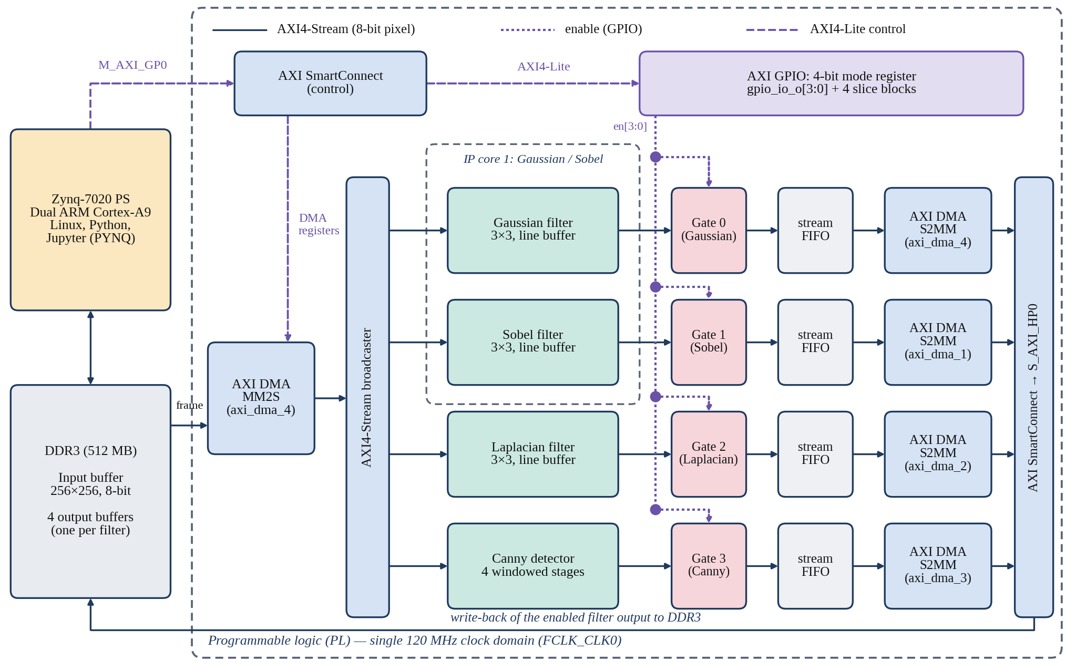 AXI4-Stream (8-bit pixel)
enable (GPIO)
AXI4-Lite control
M_AXI_GP0
AXI SmartConnect
(control)
AXI4-Lite
AXI GPIO: 4-bit mode register
gpio_io_o[3:0] + 4 slice blocks
en[3:0]
Zynq-7020 PS
Dual ARM Cortex-A9
Linux, Python,
Jupyter (PYNQ)
DMA
registers
IP core 1: Gaussian / Sobel
Gaussian filter
3×3, line buffer
Gate 0
(Gaussian)
stream
FIFO
AXI DMA
S2MM
(axi_dma_4)
Sobel filter
3×3, line buffer
Gate 1
(Sobel)
stream
FIFO
AXI DMA
S2MM
(axi_dma_1)
AXI DMA
MM2S
(axi_dma_4)
frame
AXI4-Stream broadcaster
AXI SmartConnect → S_AXI_HP0
DDR3 (512 MB)
Input buffer
256×256, 8-bit
4 output buffers
(one per filter)
Laplacian filter
3×3, line buffer
Gate 2
(Laplacian)
stream
FIFO
AXI DMA
S2MM
(axi_dma_2)
Canny detector
4 windowed stages
Gate 3
(Canny)
stream
FIFO
AXI DMA
S2MM
(axi_dma_3)
write-back of the enabled filter output to DDR3
Programmable logic (PL) — single 120 MHz clock domain (FCLK_CLK0)